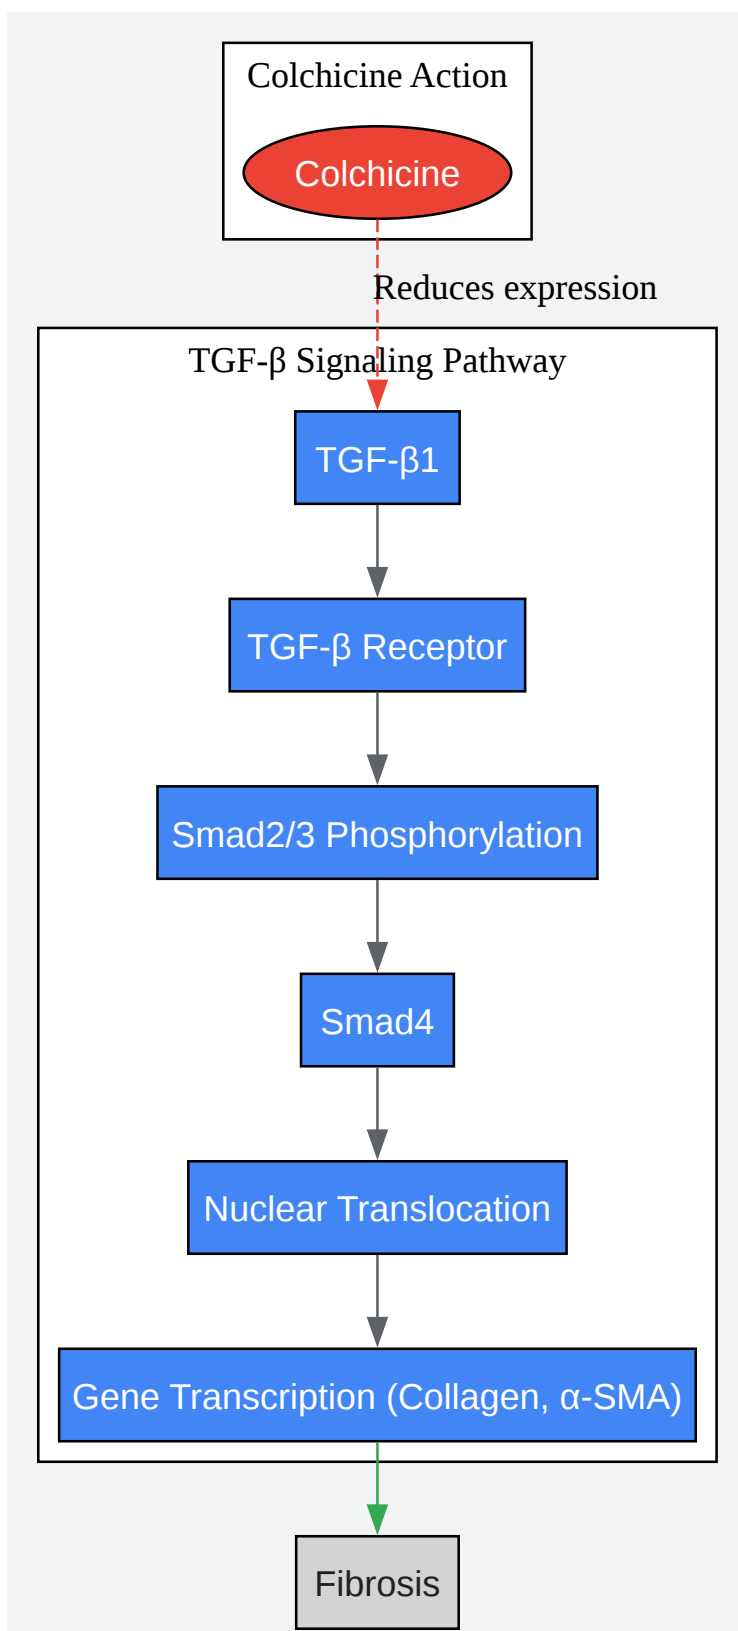 Colchicine Action
Colchicine
Reduces expression
TGF-β Signaling Pathway
TGF-β1
TGF-β Receptor
Smad2/3 Phosphorylation
Smad4
Nuclear Translocation
Gene Transcription (Collagen, α-SMA)
Fibrosis